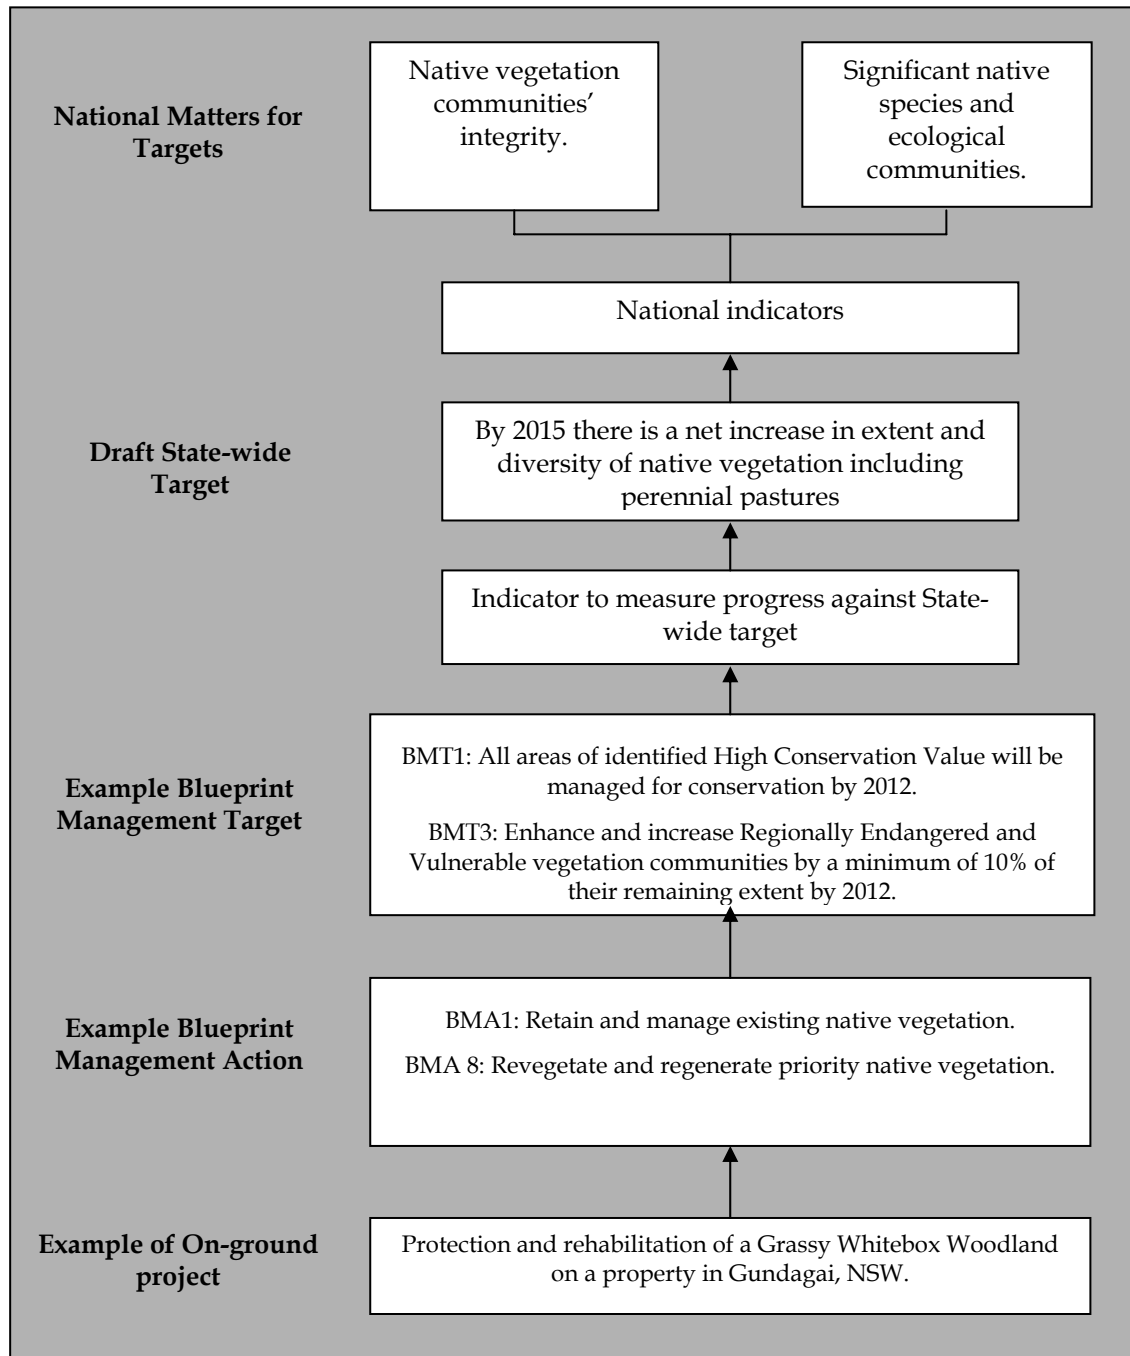 National Matters for
Targets
Native vegetation
communities’
integrity.
Significant native
species and
ecological
communities.
National indicators
Draft State-wide
Target
By 2015 there is a net increase in extent and
diversity of native vegetation including
perennial pastures
Indicator to measure progress against State-
wide target
Example Blueprint
Management Target
BMT1: All areas of identified High Conservation Value will be
managed for conservation by 2012.
BMT3: Enhance and increase Regionally Endangered and
Vulnerable vegetation communities by a minimum of 10% of
their remaining extent by 2012.
Example Blueprint
Management Action
BMA1: Retain and manage existing native vegetation.
BMA 8: Revegetate and regenerate priority native vegetation.
Example of On-ground
project
Protection and rehabilitation of a Grassy Whitebox Woodland
on a property in Gundagai, NSW.